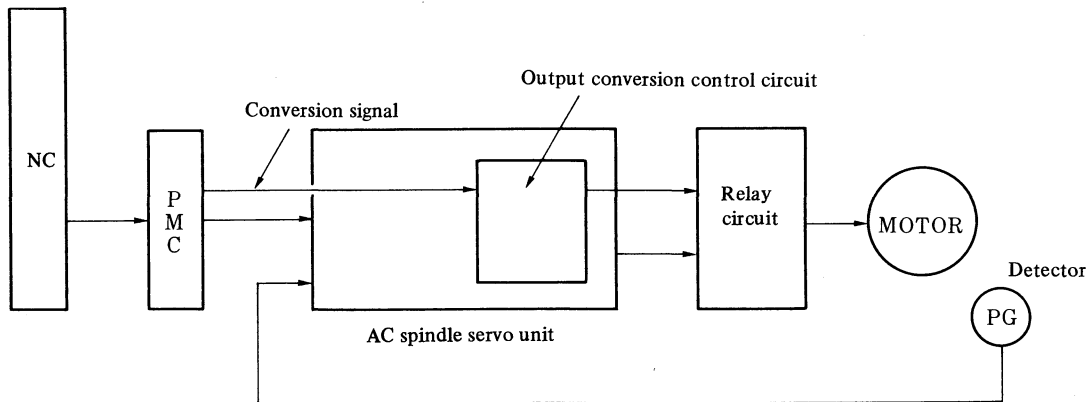 Output conversion control circuit
Conversion signal
NC
P
M
C
Relay
circuit
MOTOR
Detector
PG
AC spindle servo unit